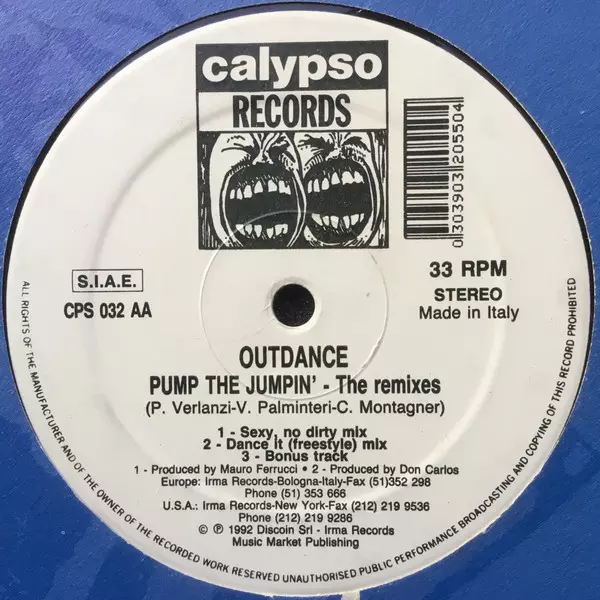 calypso
RECORDS
0303903120550 4
S.I.A.E.
CPS 032 AA
33 RPM
STEREO
Made in Italy
OUTDANCE
PUMP THE JUMPIN' - The remixes
(P. Verlanzi-V. Palminteri-C. Montagner)
1 - Sexy, no dirty mix
2 - Dance it (freestyle) mix
3 - Bonus track
1 - Produced by Mauro Ferrucci • 2 - Produced by Don Carlos
Europe: Irma Records-Bologna-Italy-Fax (51)352 298
Phone (51) 353 666
U.S.A.: Irma Records-New York-Fax (212) 219 9536
Phone (212) 219 9286
© ℗ 1992 Discoin Srl - Irma Records
Music Market Publishing
ALL RIGHTS OF THE MANUFACTURER AND OF THE OWNER OF THE RECORDED WORK RESERVED UNAUTHORISED PUBLIC PERFORMANCE BROADCASTING AND COPYING OF THIS RECORD PROHIBITED